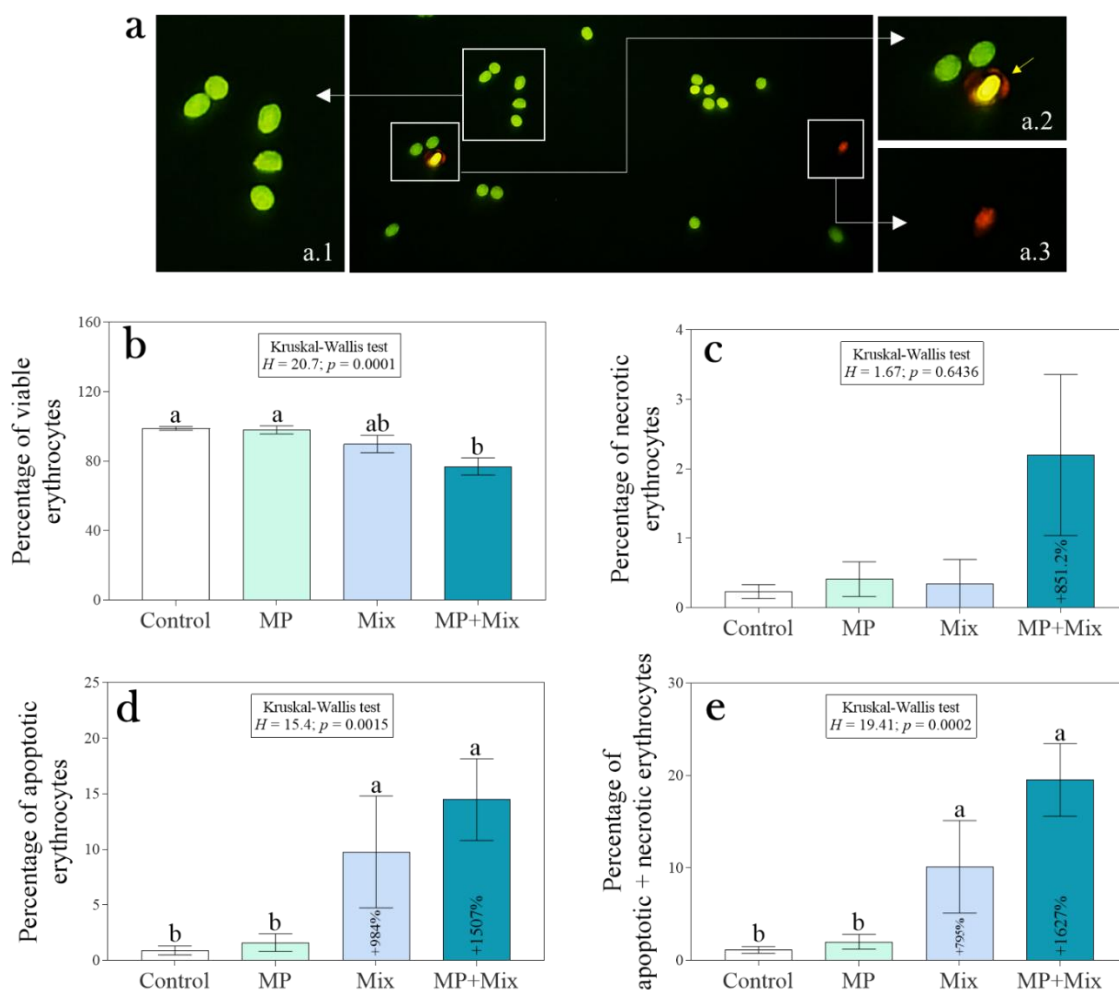 a
a.1
a.2
a.3
b
Kruskal-Wallis test
H = 20.7; p = 0.0001
Percentage of viable
erythrocytes
160
120
80
40
0
a
a
ab
b
Control
MP
Mix
MP+Mix
c
Kruskal-Wallis test
H = 1.67; p = 0.6436
Percentage of necrotic
erythrocytes
4
3
2
1
0
+851.2%
Control
MP
Mix
MP+Mix
d
Kruskal-Wallis test
H = 15.4; p = 0.0015
Percentage of apoptotic
erythrocytes
25
20
15
10
5
0
b
b
a
a
+984%
+1507%
Control
MP
Mix
MP+Mix
e
Kruskal-Wallis test
H = 19.41; p = 0.0002
Percentage of
apoptotic + necrotic erythrocytes
30
20
10
0
b
b
a
a
+795%
+1627%
Control
MP
Mix
MP+Mix